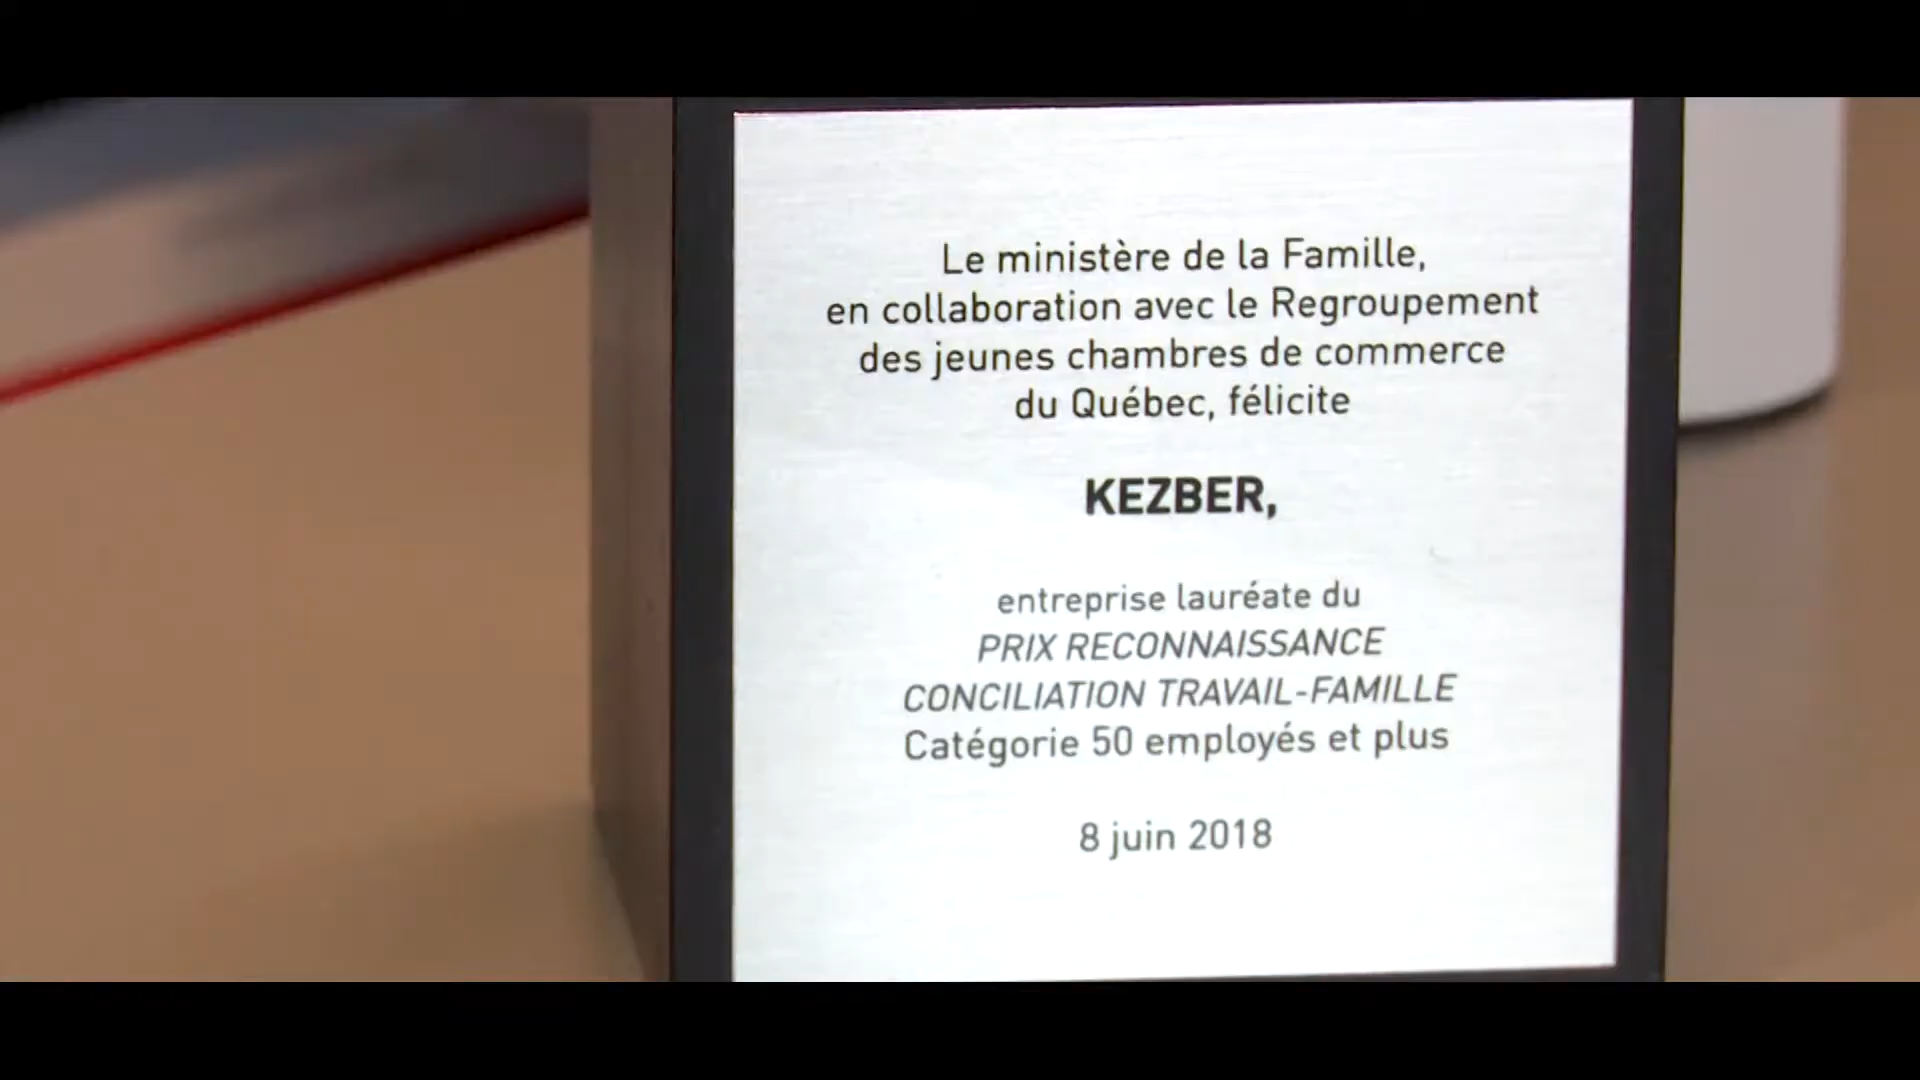 Le ministère de la Famille,
en collaboration avec le Regroupement
des jeunes chambres de commerce
du Québec, félicite
KEZBER,
entreprise lauréate du
PRIX RECONNAISSANCE
CONCILIATION TRAVAIL-FAMILLE
Catégorie 50 employés et plus
8 juin 2018